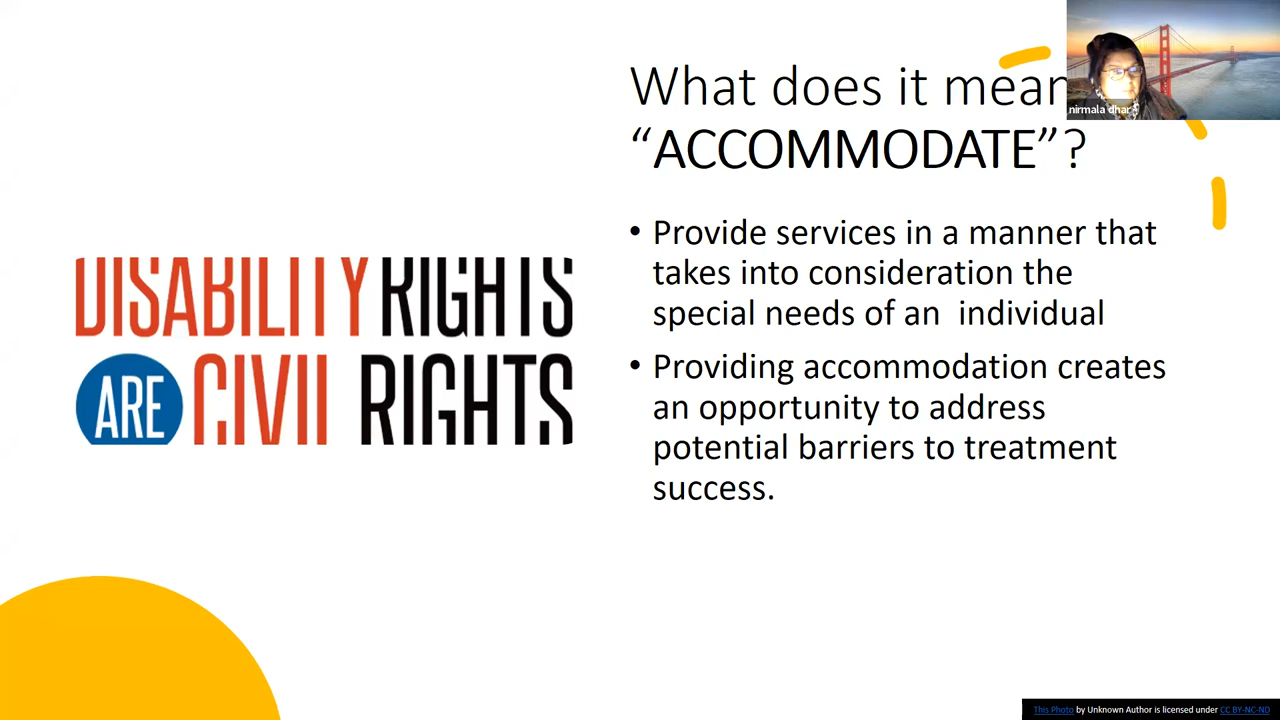 What does it mean
“ACCOMMODATE”?
nirmala dhar
DISABILITY RIGHTS
ARE CIVIL RIGHTS
• Provide services in a manner that
takes into consideration the
special needs of an  individual
• Providing accommodation creates
an opportunity to address
potential barriers to treatment
success.
This Photo by Unknown Author is licensed under CC BY-NC-ND